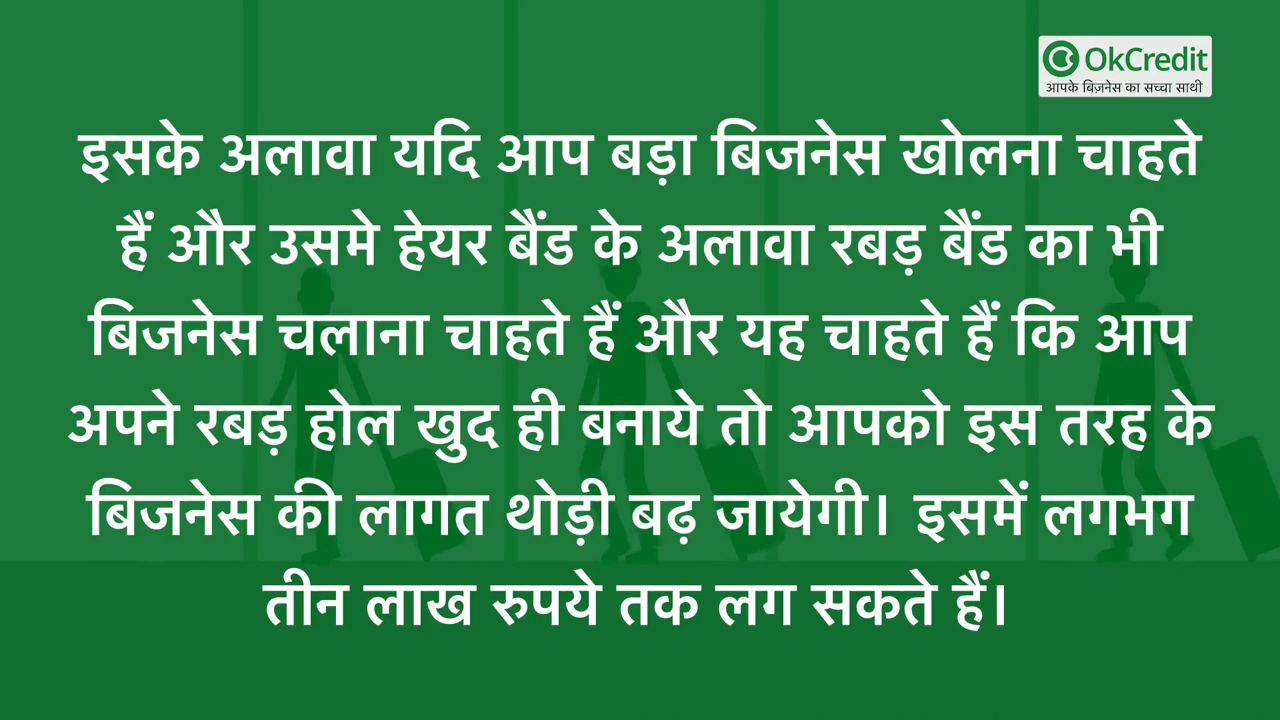 OkCredit
आपके बिज़नेस का सच्चा साथी
इसके अलावा यदि आप बड़ा बिजनेस खोलना चाहते
हैं और उसमे हेयर बैंड के अलावा रबड़ बैंड का भी
बिजनेस चलाना चाहते हैं और यह चाहते हैं कि आप
अपने रबड़ होल खुद ही बनाये तो आपको इस तरह के
बिजनेस की लागत थोड़ी बढ़ जायेगी। इसमें लगभग
तीन लाख रुपये तक लग सकते हैं।